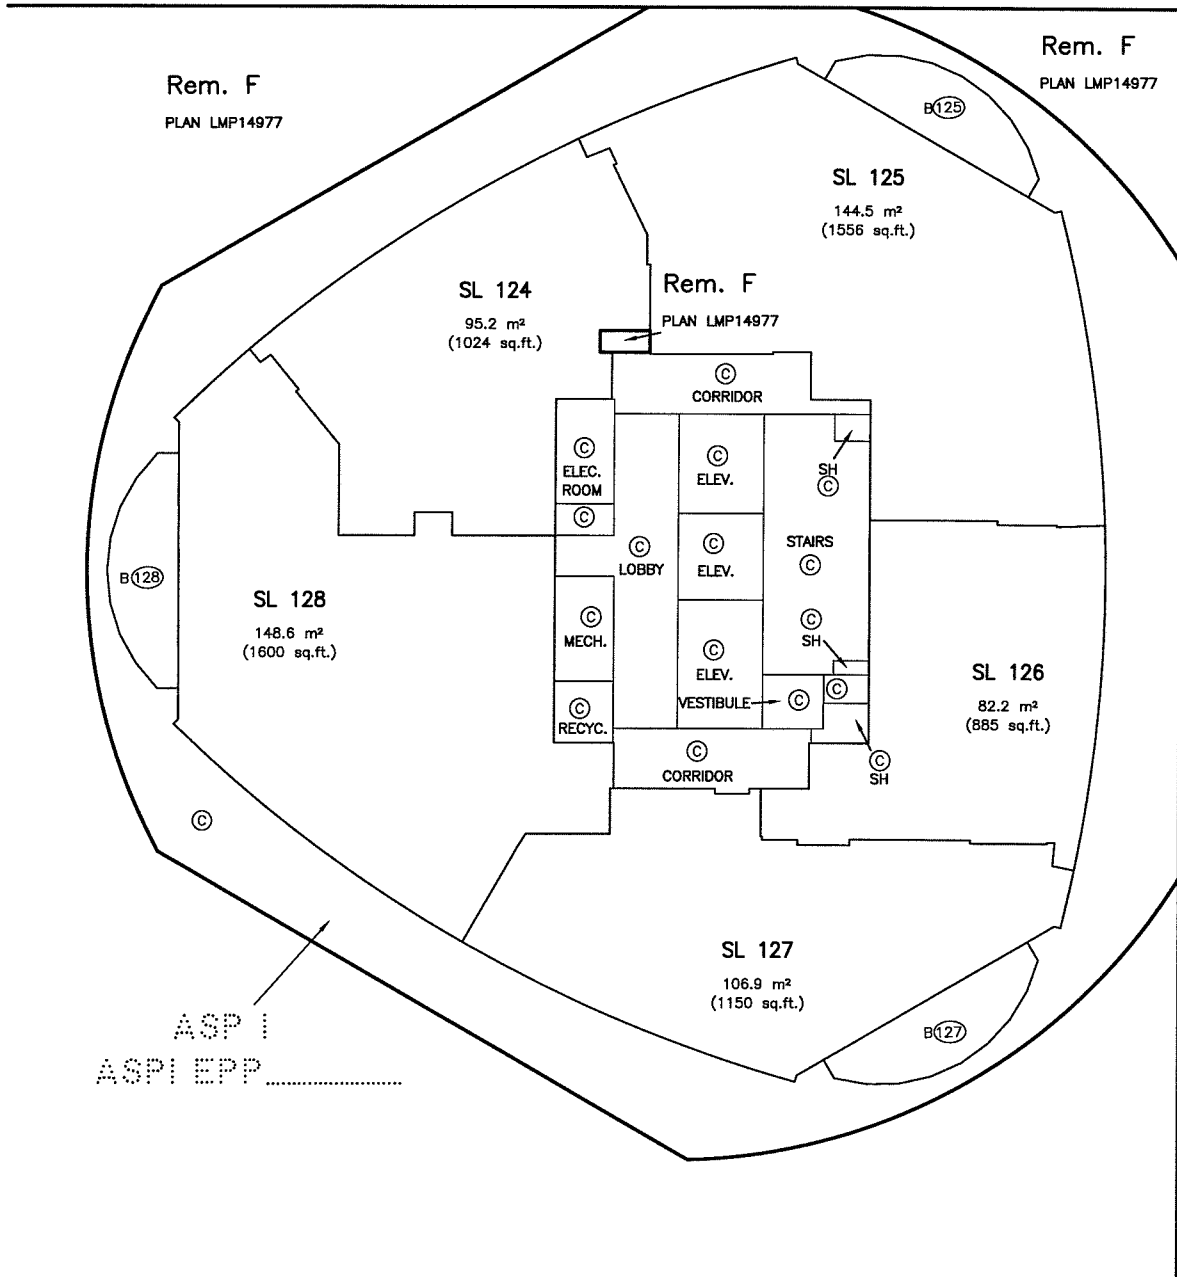 Rem. F
PLAN LMP14977
Rem. F
PLAN LMP14977
B 125
SL 125
144.5 m²
(1556 sq.ft.)
SL 124
95.2 m²
(1024 sq.ft.)
Rem. F
PLAN LMP14977
C
CORRIDOR
C
ELEC.
ROOM
C
C
LOBBY
C
ELEV.
C
ELEV.
C
ELEV.
SH
C
STAIRS
C
C
SH
B 128
SL 128
148.6 m²
(1600 sq.ft.)
C
MECH.
C
RECYC.
VESTIBULE
C
C
C
SH
C
CORRIDOR
SL 126
82.2 m²
(885 sq.ft.)
C
SL 127
106.9 m²
(1150 sq.ft.)
B 127
ASP I
ASPI EPP